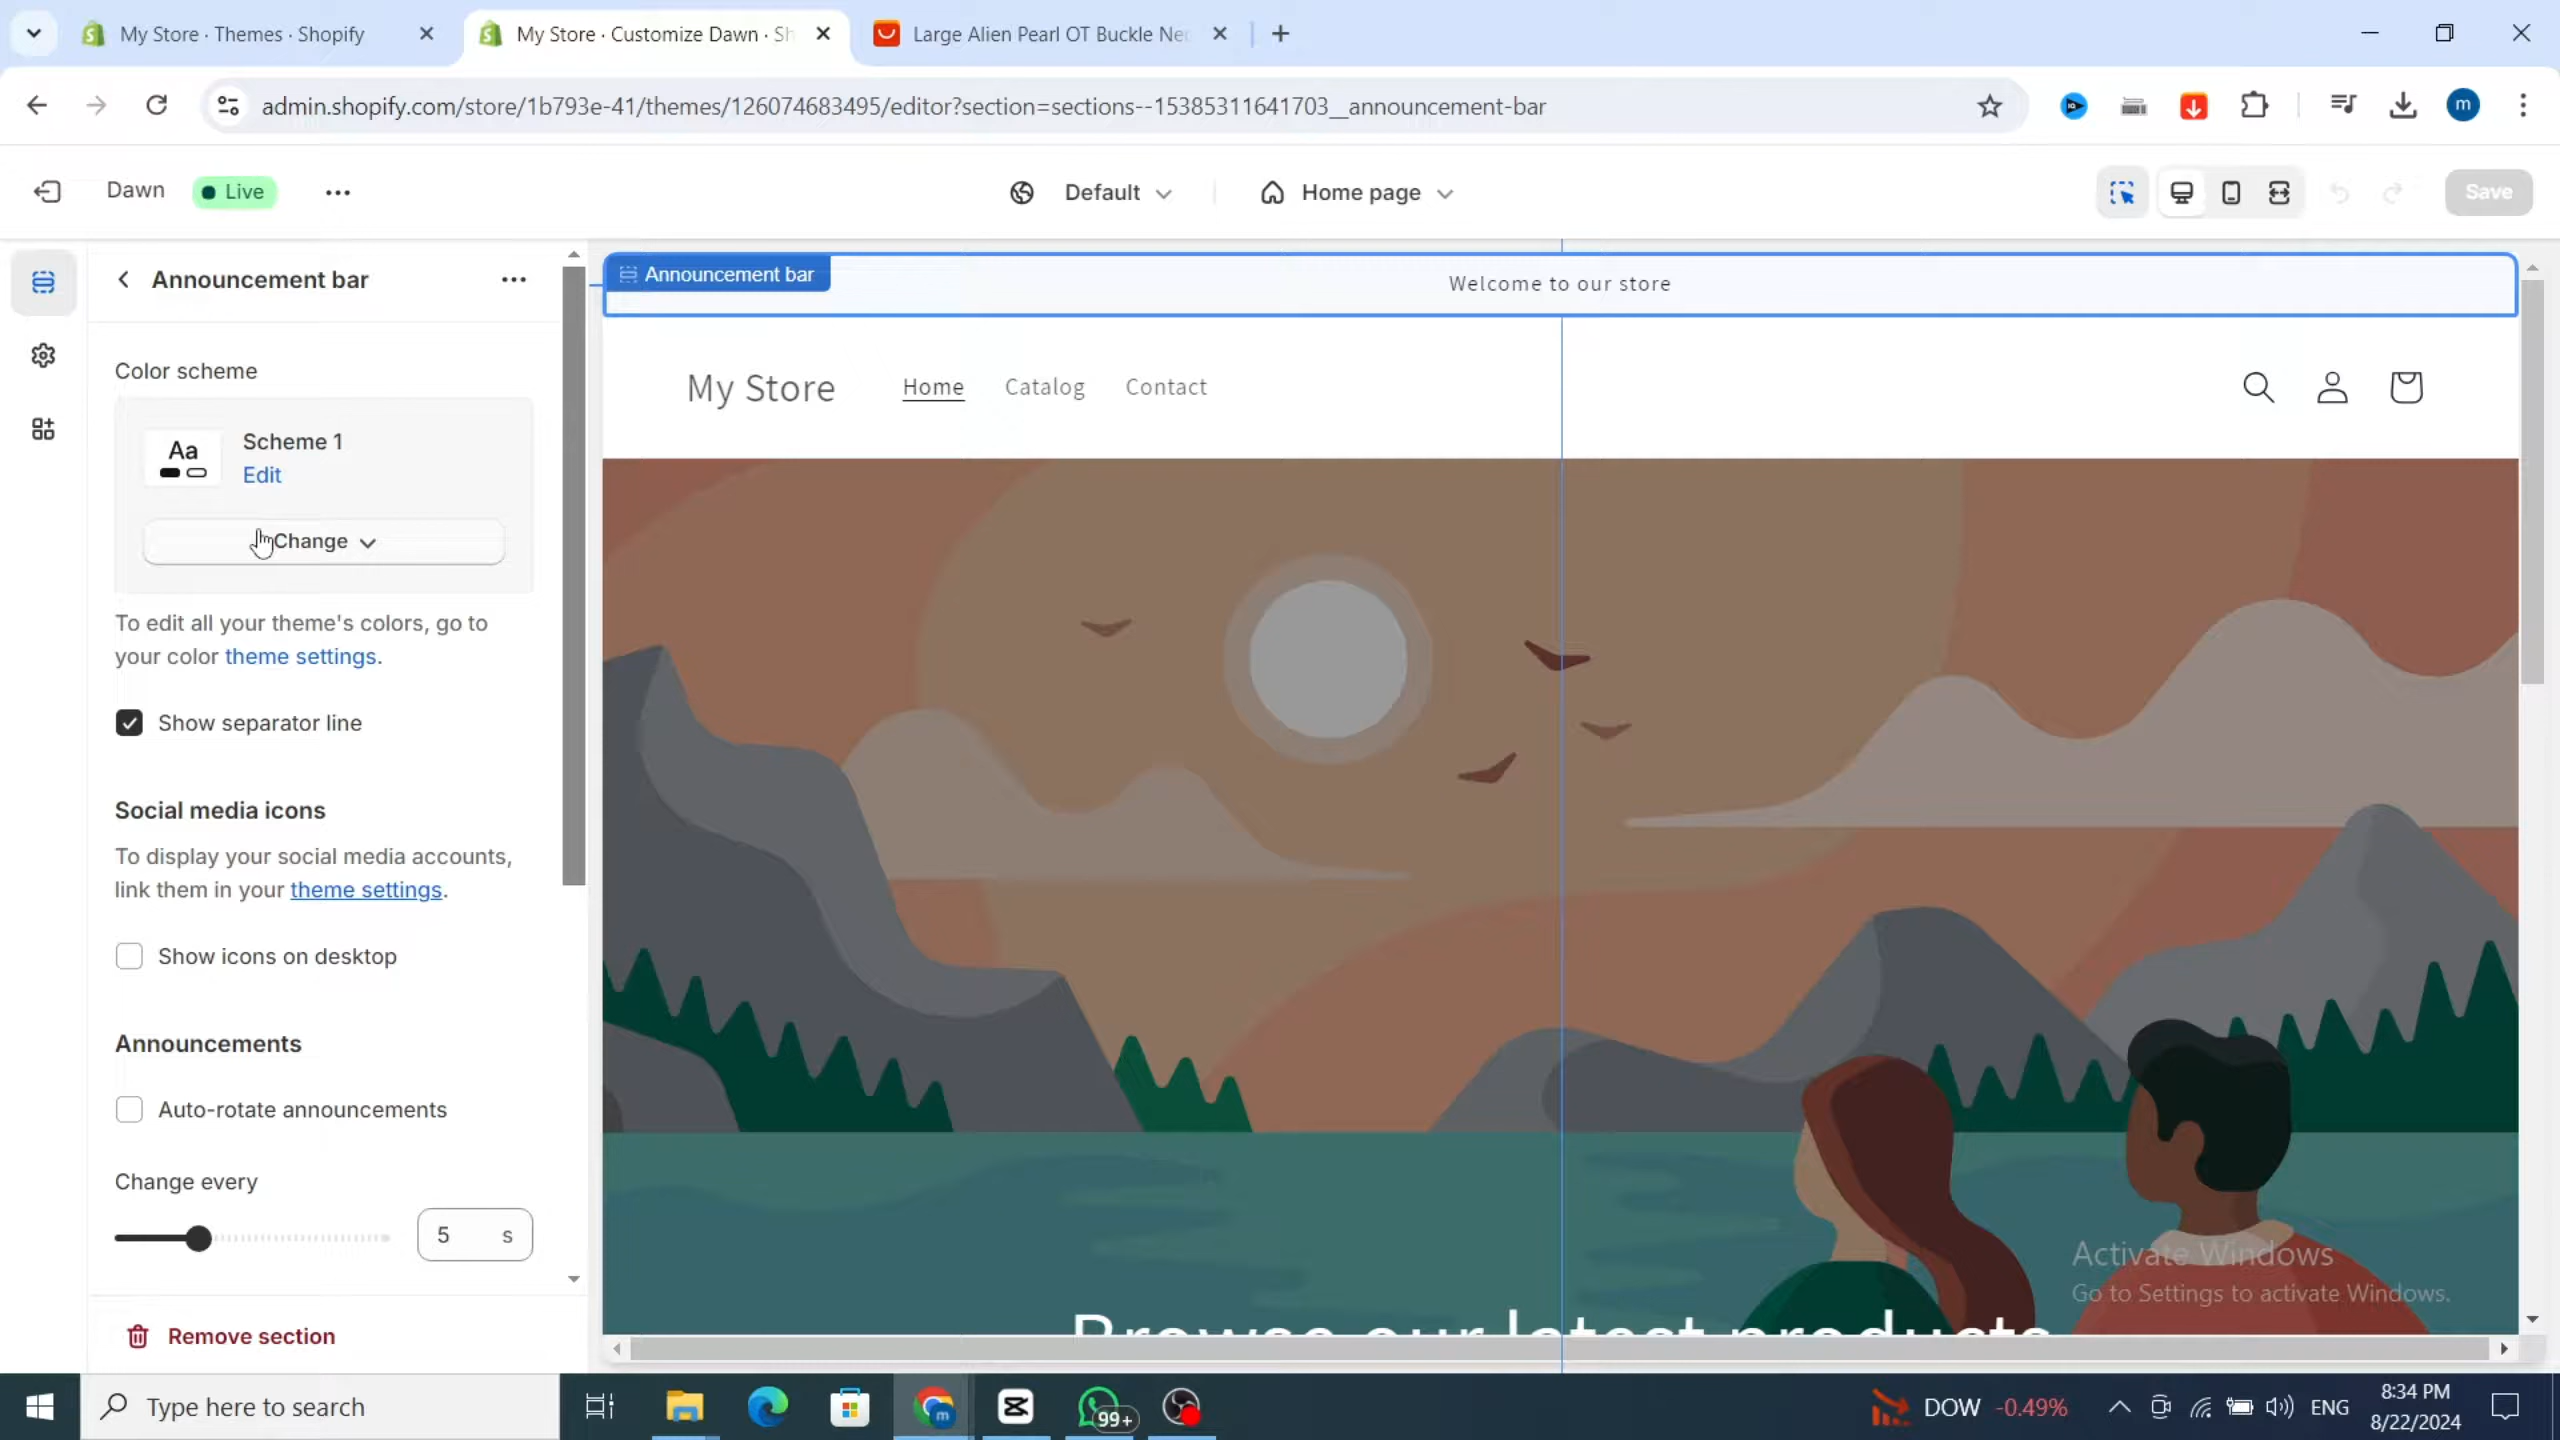 My Store · Themes · Shopify
My Store · Customize Dawn · Sh
Large Alien Pearl OT Buckle Nec
admin.shopify.com/store/1b793e-41/themes/126074683495/editor?section=sections--15385311641703__announcement-bar
m
Dawn
Live
Default
Home page
Save
Announcement bar
Announcement bar
Welcome to our store
Color scheme
Aa
Scheme 1
Edit
Change
To edit all your theme's colors, go to
your color theme settings.
Show separator line
Social media icons
To display your social media accounts,
link them in your theme settings.
Show icons on desktop
Announcements
Auto-rotate announcements
Change every
5 s
Remove section
My Store
Home
Catalog
Contact
Browse our latest products
Activate Windows
Go to Settings to activate Windows.
Type here to search
m
99+
DOW -0.49%
ENG
8:34 PM
8/22/2024